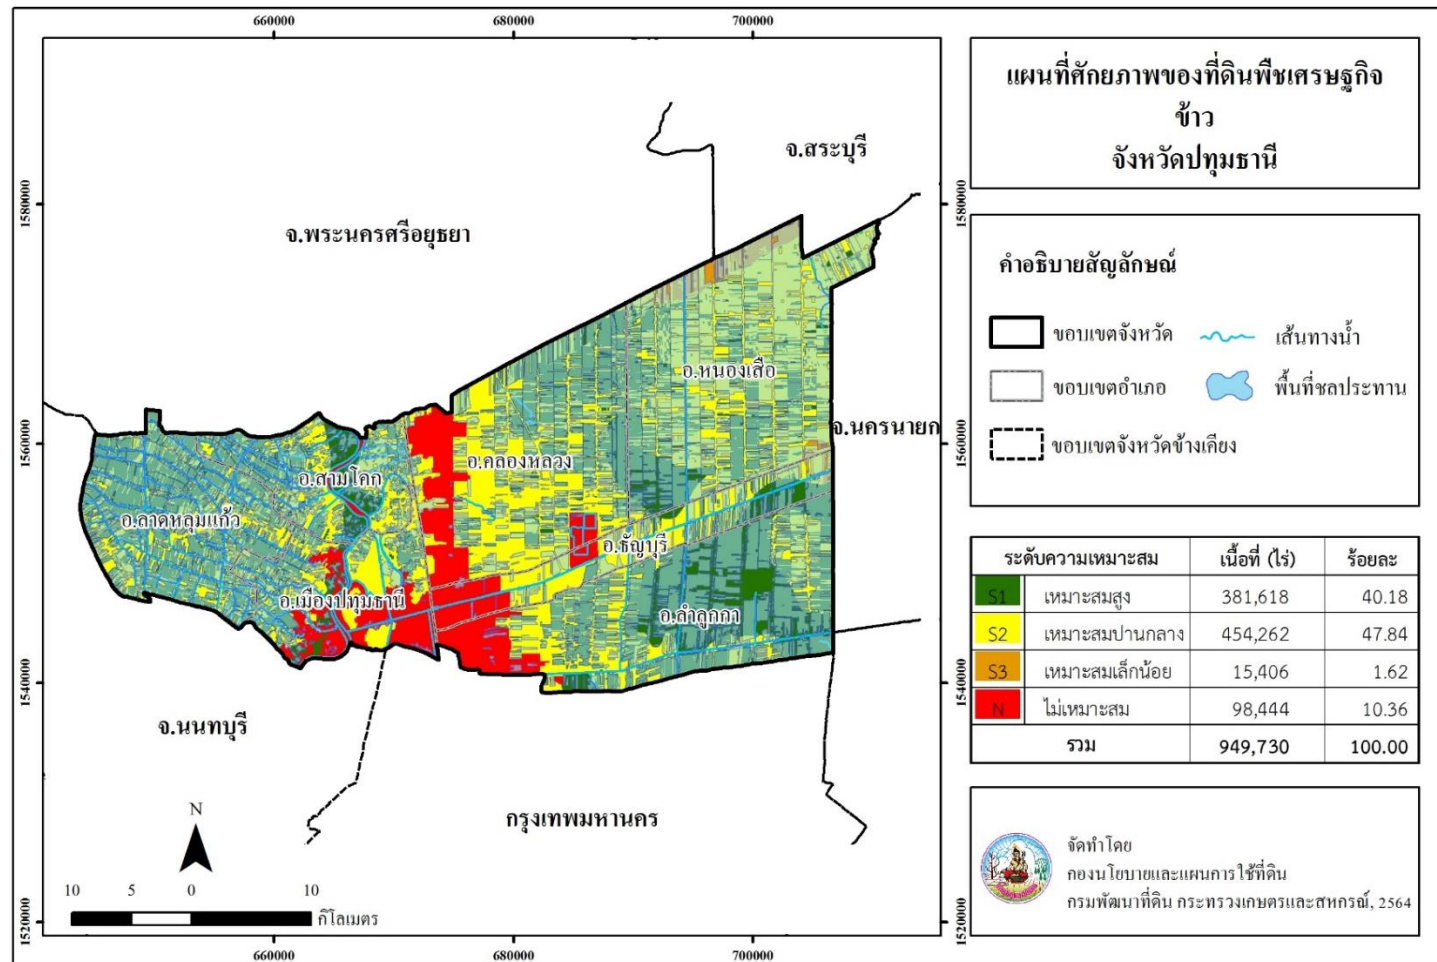 660000
680000
700000
แผนที่ศักยภาพของที่ดินพืชเศรษฐกิจ
ข้าว
จังหวัดปทุมธานี
จ.สระบุรี
1580000
1580000
จ.พระนครศรีอยุธยา
คำอธิบายสัญลักษณ์
ขอบเขตจังหวัด
เส้นทางน้ำ
ขอบเขตอำเภอ
พื้นที่ชลประทาน
ขอบเขตจังหวัดข้างเคียง
อ.หนองเสือ
จ.นครนายก
1560000
1560000
อ.คลองหลวง
อ.สามโคก
อ.ลาดหลุมแก้ว
อ.ธัญบุรี
อ.เมืองปทุมธานี
อ.ลำลูกกา
ระดับความเหมาะสม เนื้อที่ (ไร่) ร้อยละ
S1 เหมาะสมสูง 381,618 40.18
S2 เหมาะสมปานกลาง 454,262 47.84
S3 เหมาะสมเล็กน้อย 15,406 1.62
N ไม่เหมาะสม 98,444 10.36
รวม 949,730 100.00
1540000
1540000
จ.นนทบุรี
กรุงเทพมหานคร
N
10 5 0 10
กิโลเมตร
จัดทำโดย
กองนโยบายและแผนการใช้ที่ดิน
กรมพัฒนาที่ดิน กระทรวงเกษตรและสหกรณ์, 2564
1520000
1520000
660000
680000
700000